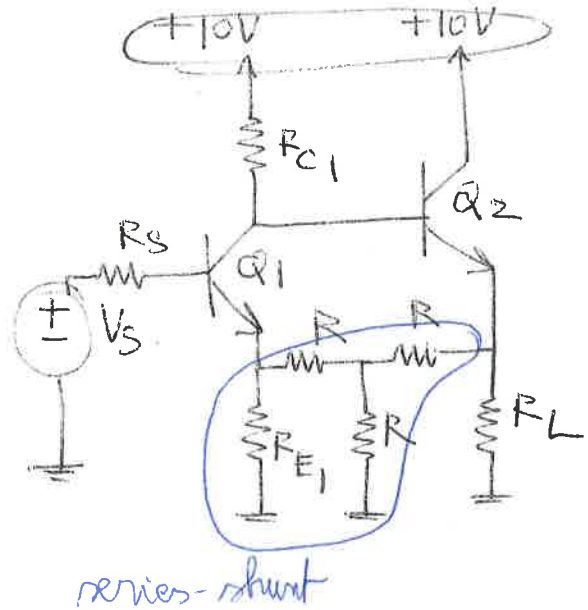 +10V +10V
RC1
Q2
RS
Q1
+
-
VS
R R
RE1
R
RL
series-shunt